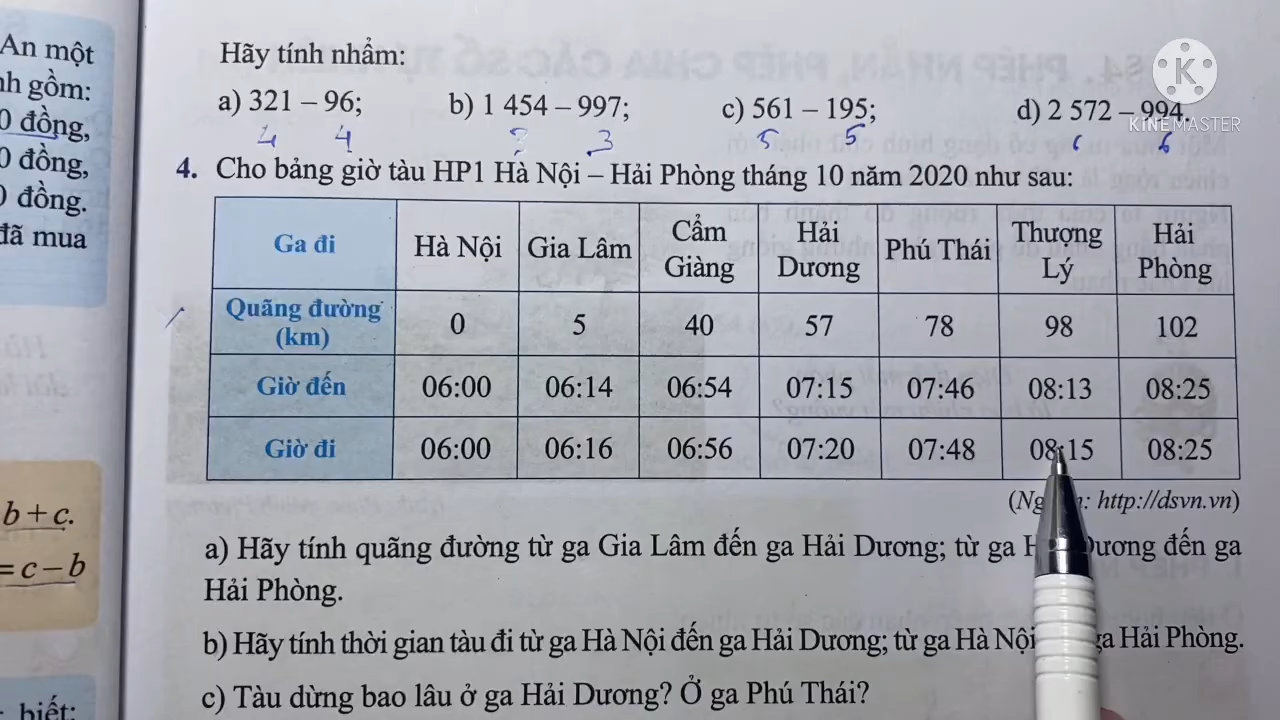 An một
nh gồm:
0 đồng,
0 đồng,
0 đồng.
đã mua
b + c.
= c – b
biết:
Hãy tính nhẩm:
a) 321 – 96; b) 1 454 – 997; c) 561 – 195; d) 2 572 – 994.
4 4 3 5 5 6 6
4. Cho bảng giờ tàu HP1 Hà Nội – Hải Phòng tháng 10 năm 2020 như sau:
Ga đi Hà Nội Gia Lâm Cẩm Giàng Hải Dương Phú Thái Thượng Lý Hải Phòng
Quãng đường (km) 0 5 40 57 78 98 102
Giờ đến 06:00 06:14 06:54 07:15 07:46 08:13 08:25
Giờ đi 06:00 06:16 06:56 07:20 07:48 08:15 08:25
: http://dsvn.vn)
a) Hãy tính quãng đường từ ga Gia Lâm đến ga Hải Dương; từ ga Dương đến ga
Hải Phòng.
b) Hãy tính thời gian tàu đi từ ga Hà Nội đến ga Hải Dương; từ ga Hà Nội ga Hải Phòng.
c) Tàu dừng bao lâu ở ga Hải Dương? Ở ga Phú Thái?
K
KINEMASTER